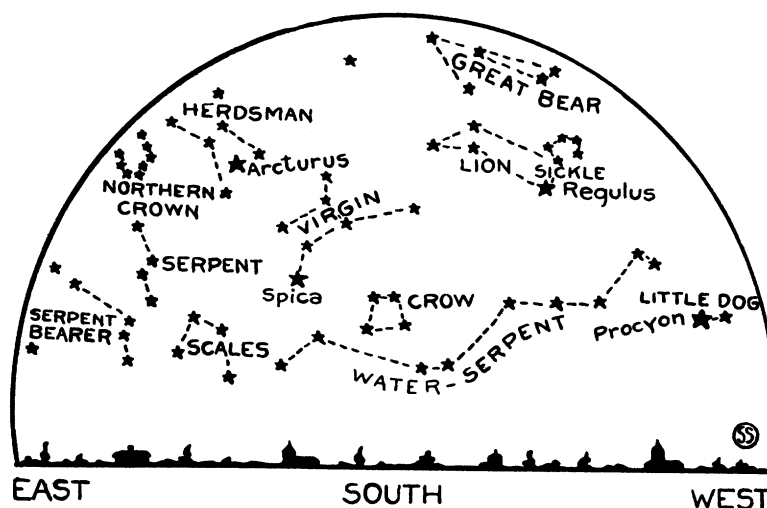 GREAT BEAR
HERDSMAN
Arcturus
LION
SICKLE
Regulus
NORTHERN
CROWN
VIRGIN
SERPENT
Spica
CROW
LITTLE DOG
Procyon
SERPENT
BEARER
SCALES
WATER-SERPENT
SS
EAST
SOUTH
WEST